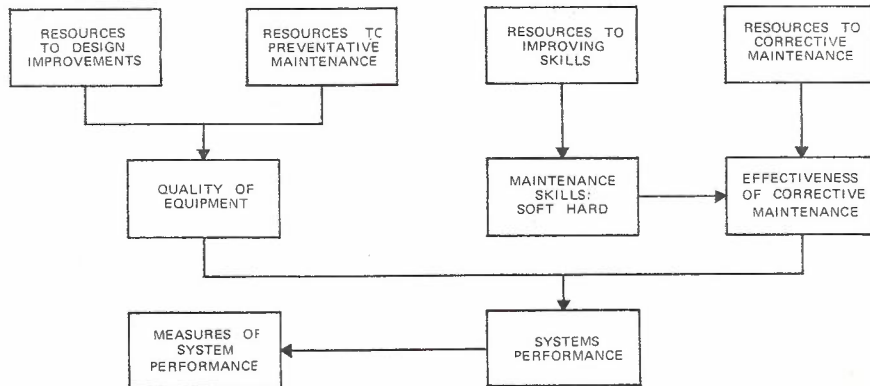 RESOURCES
TO DESIGN
IMPROVEMENTS
RESOURCES TO
PREVENTATIVE
MAINTENANCE
RESOURCES TO
IMPROVING
SKILLS
RESOURCES TO
CORRECTIVE
MAINTENANCE
QUALITY OF
EQUIPMENT
MAINTENANCE
SKILLS:
SOFT HARD
EFFECTIVENESS
OF CORRECTIVE
MAINTENANCE
MEASURES OF
SYSTEM
PERFORMANCE
SYSTEMS
PERFORMANCE